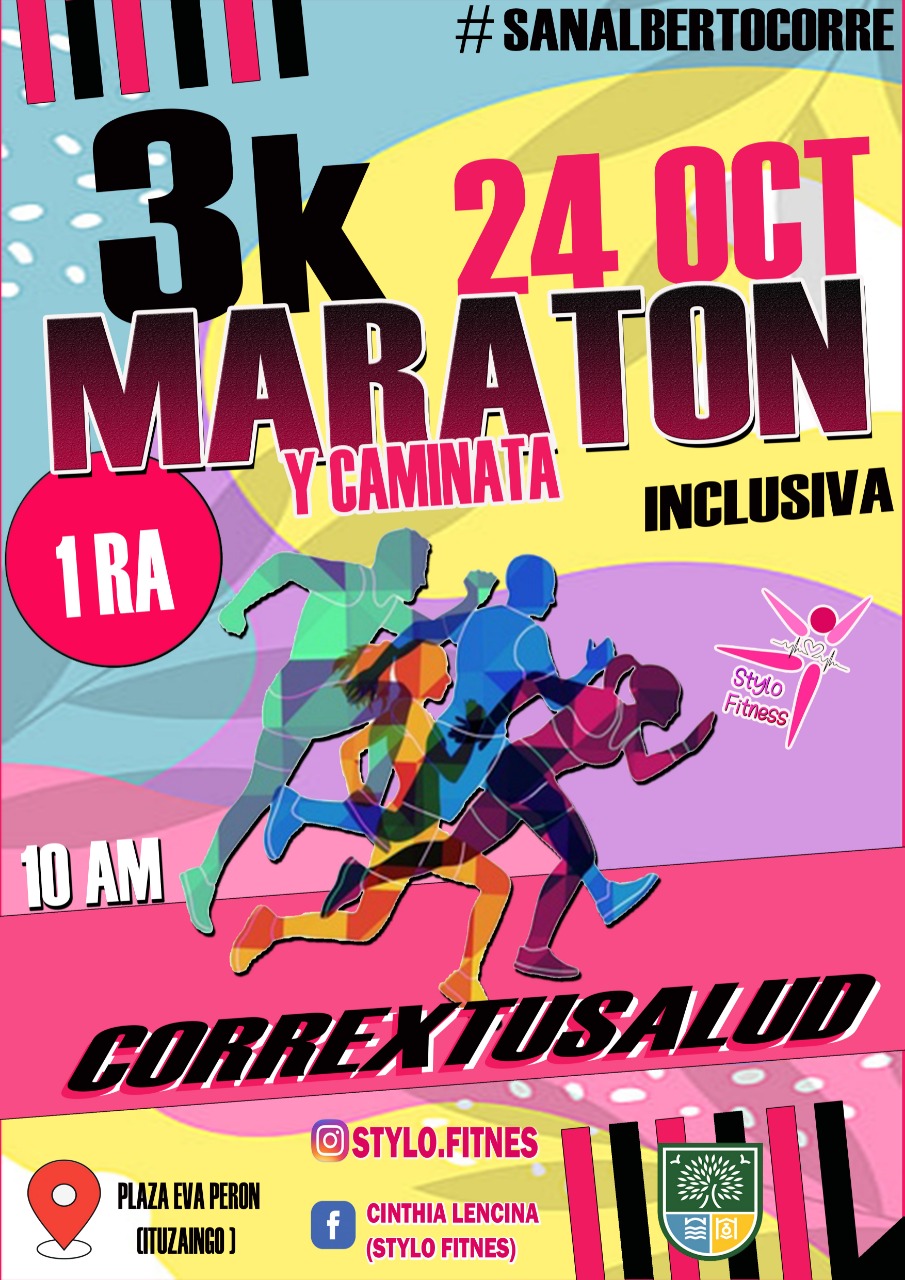 # SANALBERTOCORRE
3k
24 OCT
MARATON
Y CAMINATA
INCLUSIVA
1 RA
Stylo
Fitness
10 AM
CORREXTUSALUD
STYLO.FITNES
PLAZA EVA PERON
(ITUZAINGO )
CINTHIA LENCINA
(STYLO FITNES)